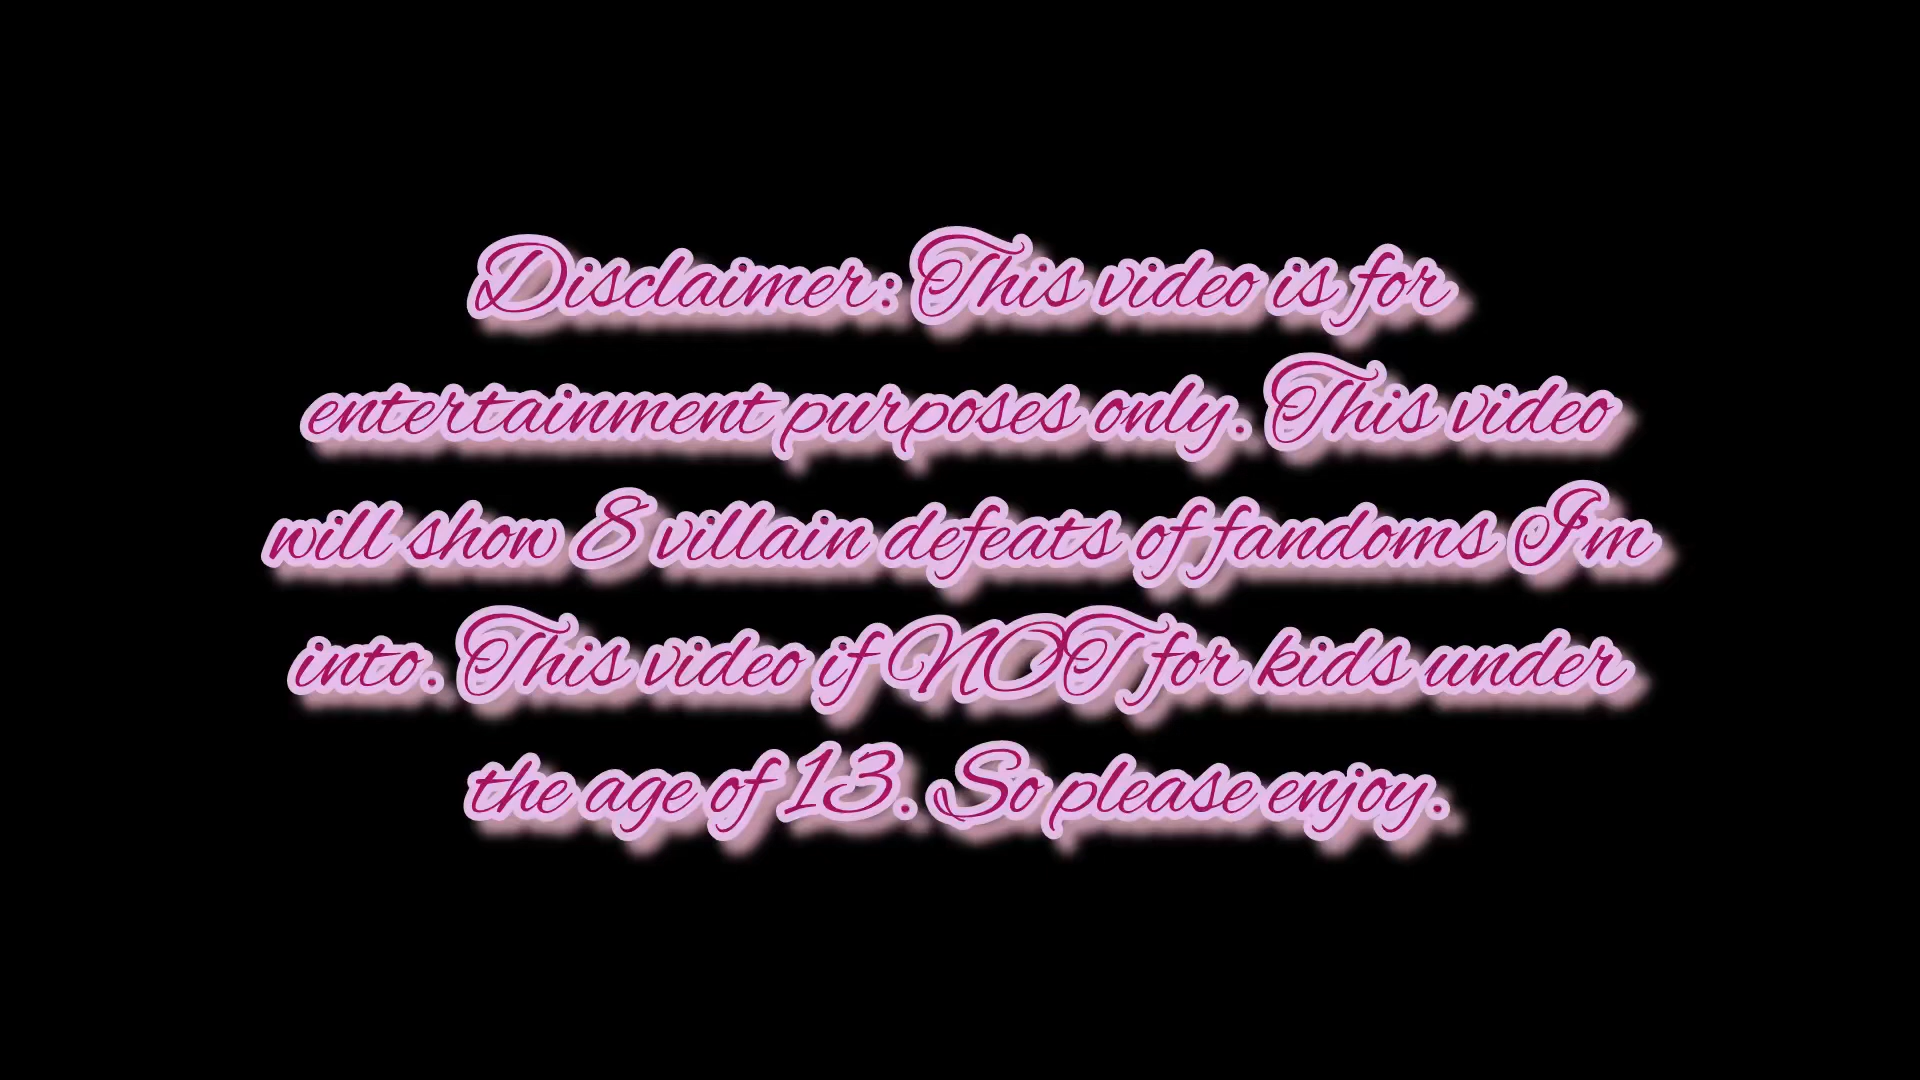 Disclaimer: This video is for
entertainment purposes only. This video
will show 8 villain defeats of fandoms I'm
into. This video if NOT for kids under
the age of 13. So please enjoy.